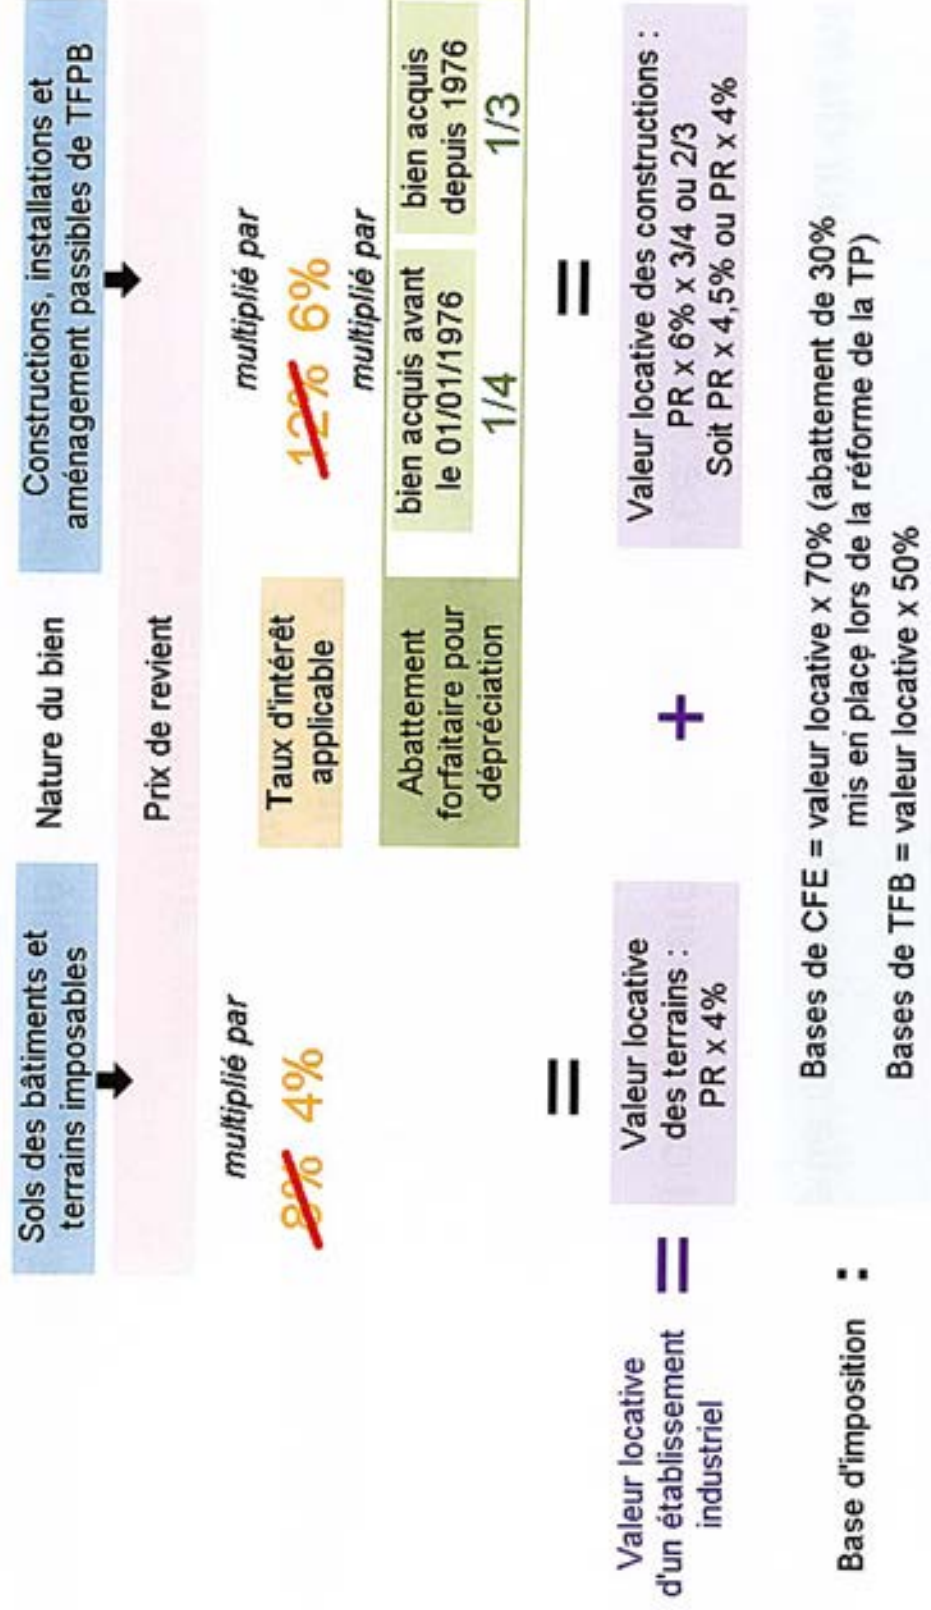 Sols des bâtiments et
terrains imposables
Nature du bien
Constructions, installations et
aménagement passibles de TFPB
Prix de revient
multiplié par
8% 4%
Taux d'intérêt
applicable
multiplié par
12% 6%
multiplié par
Abattement
forfaitaire pour
dépréciation
bien acquis avant
le 01/01/1976
1/4
bien acquis
depuis 1976
1/3
=
=
Valeur locative
d'un établissement
industriel
=
Valeur locative
des terrains :
PR x 4%
+
Valeur locative des constructions :
PR x 6% x 3/4 ou 2/3
Soit PR x 4,5% ou PR x 4%
Base d'imposition :
Bases de CFE = valeur locative x 70% (abattement de 30%
mis en place lors de la réforme de la TP)
Bases de TFB = valeur locative x 50%